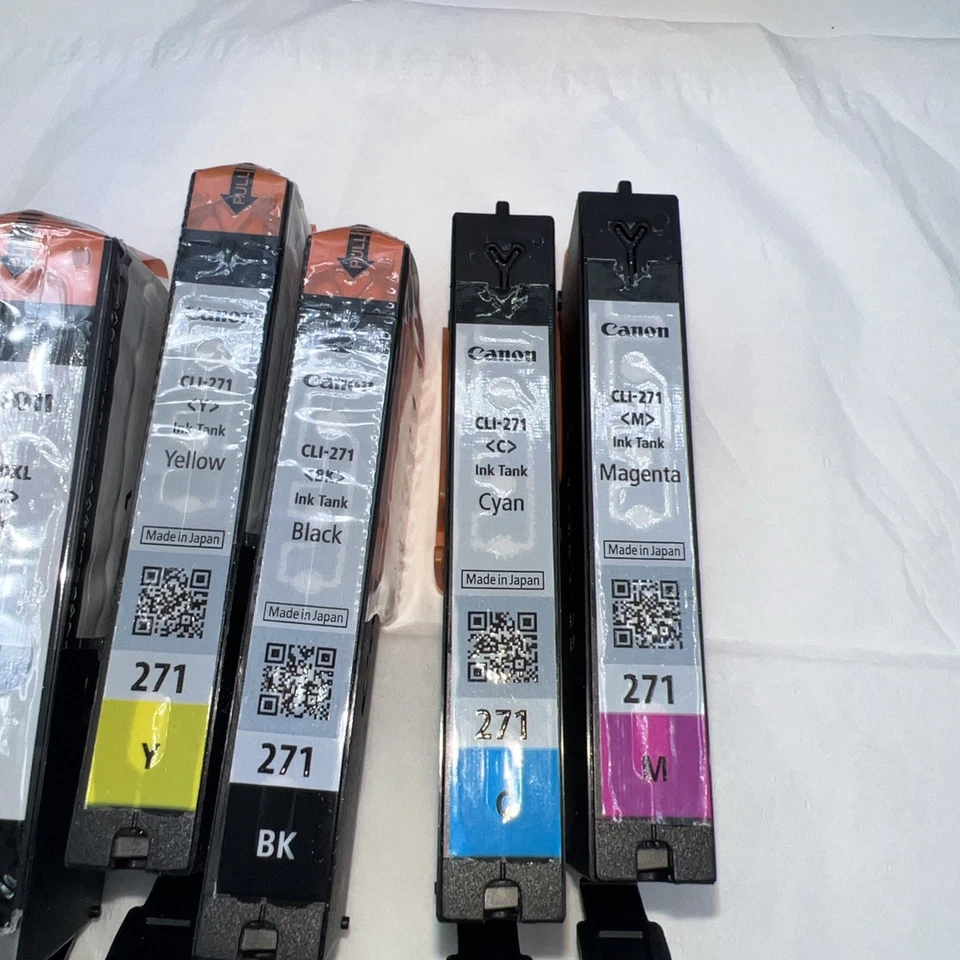 PULL
Canon
CLI-271
<Y>
Ink Tank
Yellow
Made in Japan
271
Y
PULL
Canon
CLI-271
<BK>
Ink Tank
Black
Made in Japan
271
BK
Canon
CLI-271
<C>
Ink Tank
Cyan
Made in Japan
271
C
Canon
CLI-271
<M>
Ink Tank
Magenta
Made in Japan
271
M
XL